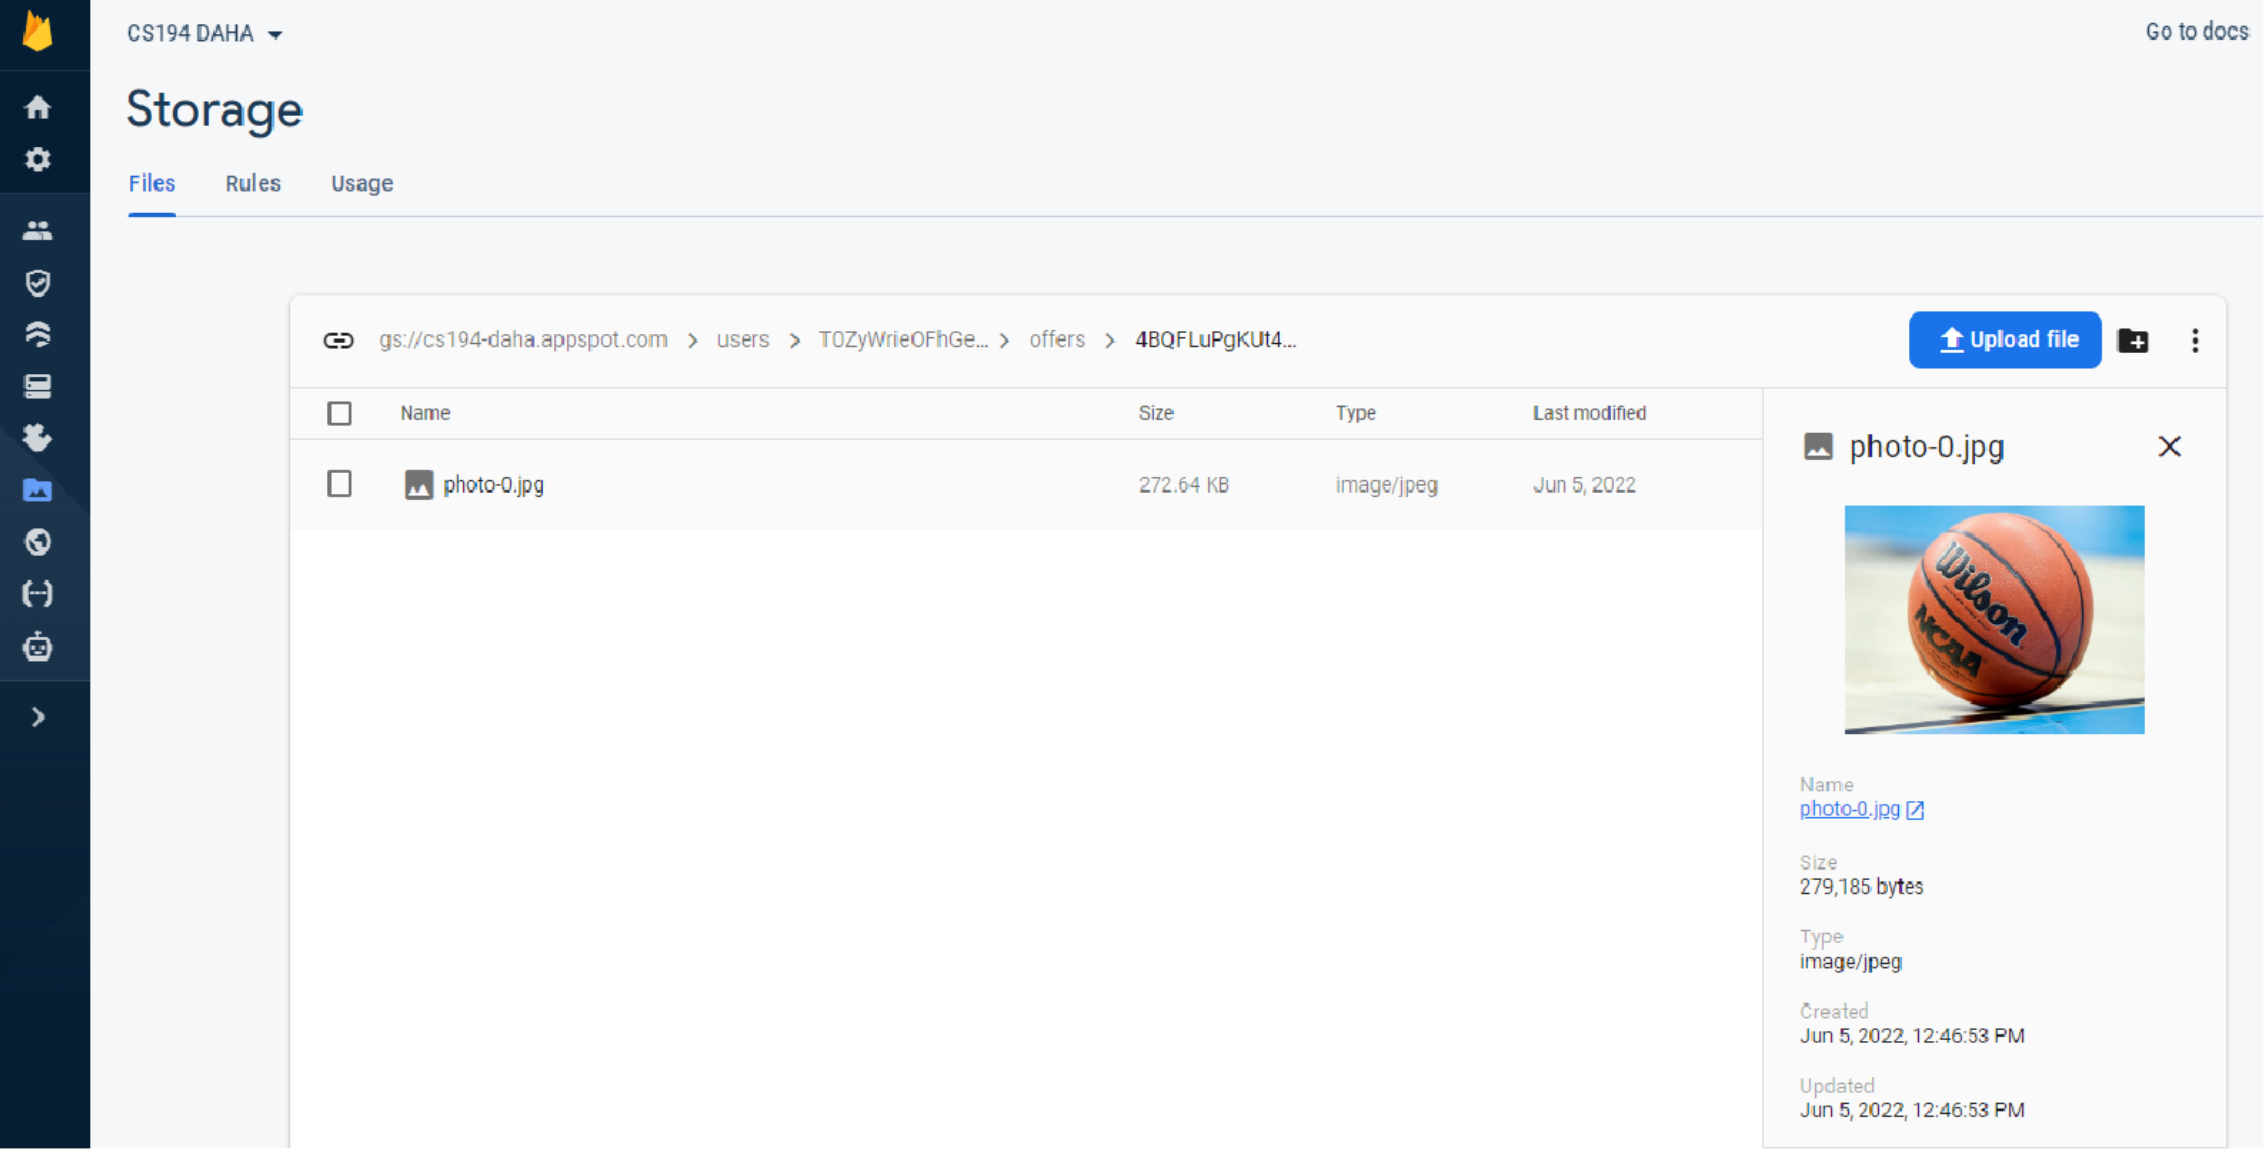 CS194 DAHA
Go to docs
Storage
Files Rules Usage
gs://cs194-daha.appspot.com > users > T0ZyWrieOFhGe... > offers > 4BQFLuPgKUt4...
Upload file
Name Size Type Last modified
photo-0.jpg 272.64 KB image/jpeg Jun 5, 2022
photo-0.jpg
Wilson
NCAA
Name
photo-0.jpg
Size
279,185 bytes
Type
image/jpeg
Created
Jun 5, 2022, 12:46:53 PM
Updated
Jun 5, 2022, 12:46:53 PM